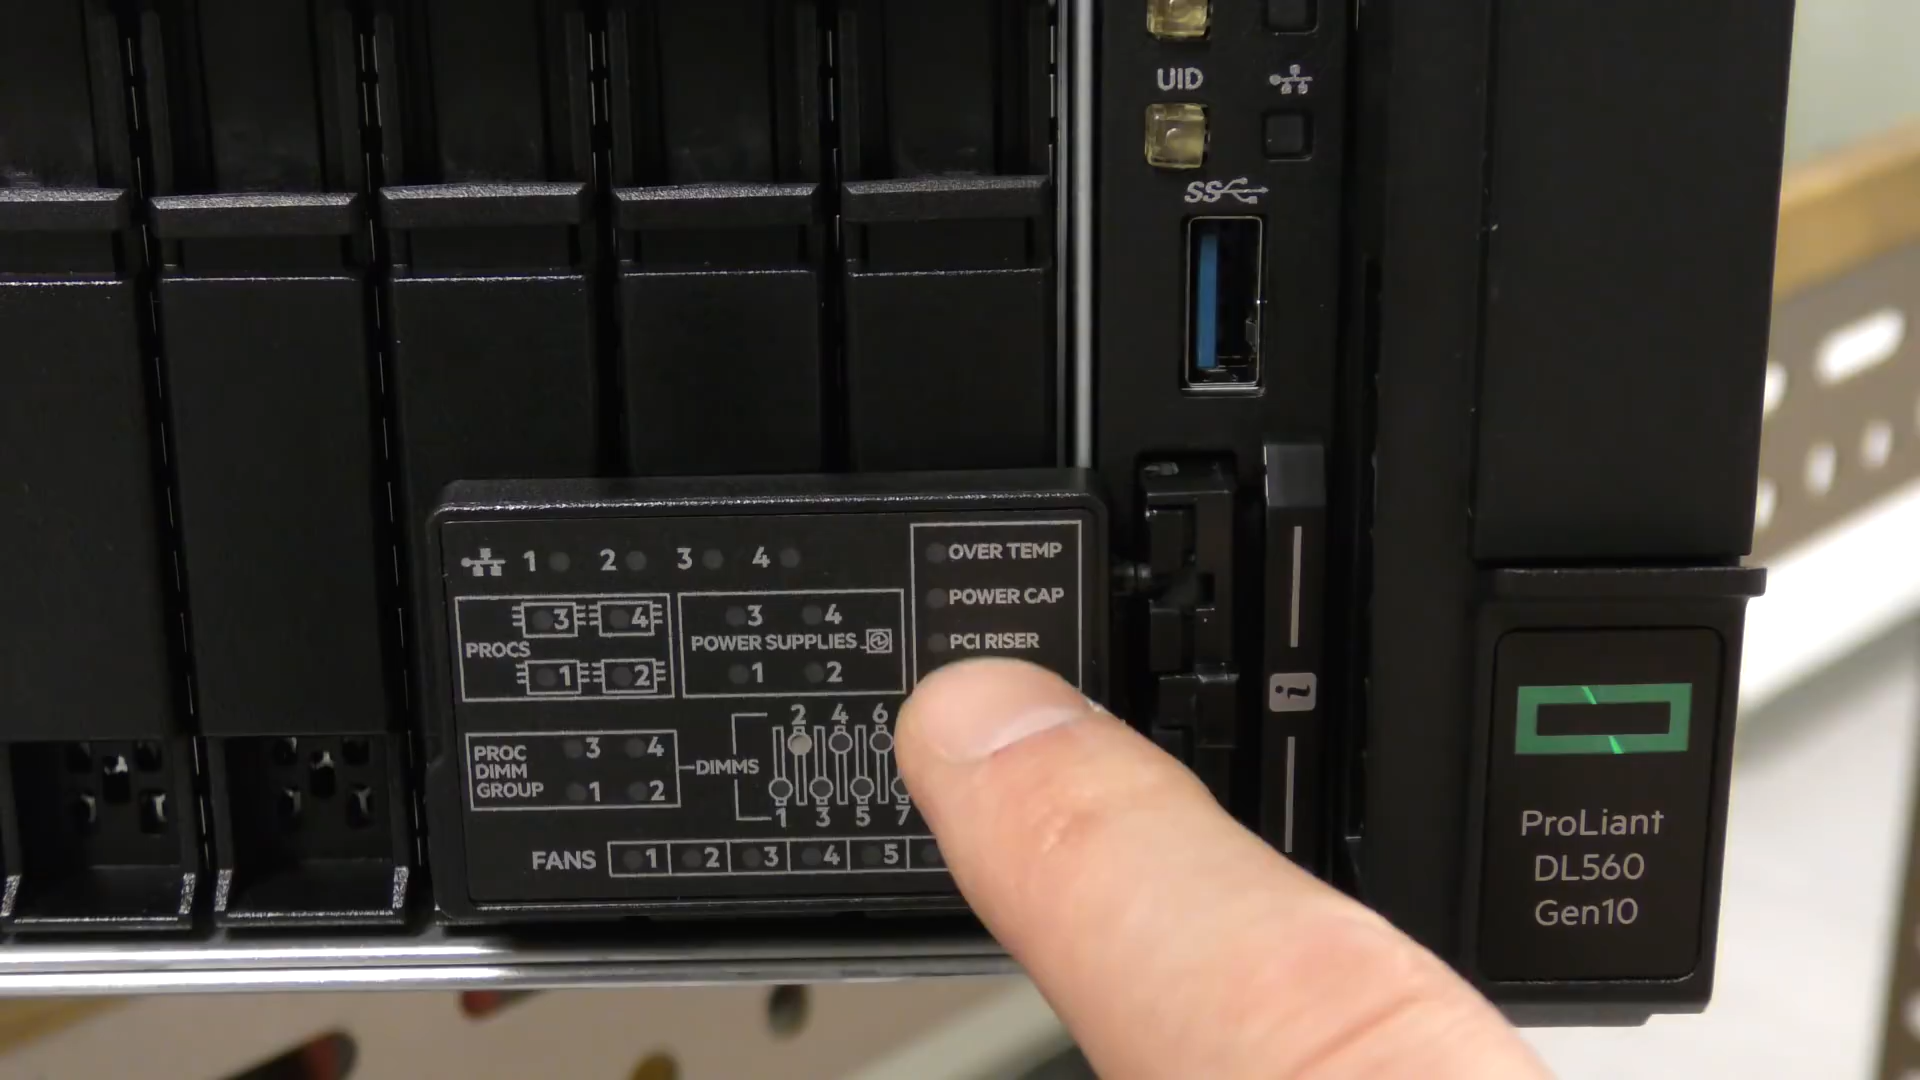 UID
SS
1 2 3 4
OVER TEMP
POWER CAP
PCI RISER
PROCS
3 4
1 2
3 4
POWER SUPPLIES
1 2
PROC
DIMM
GROUP
3 4
1 2
DIMMS
2 4 6
1 3 5 7
FANS 1 2 3 4 5
i
ProLiant
DL560
Gen10